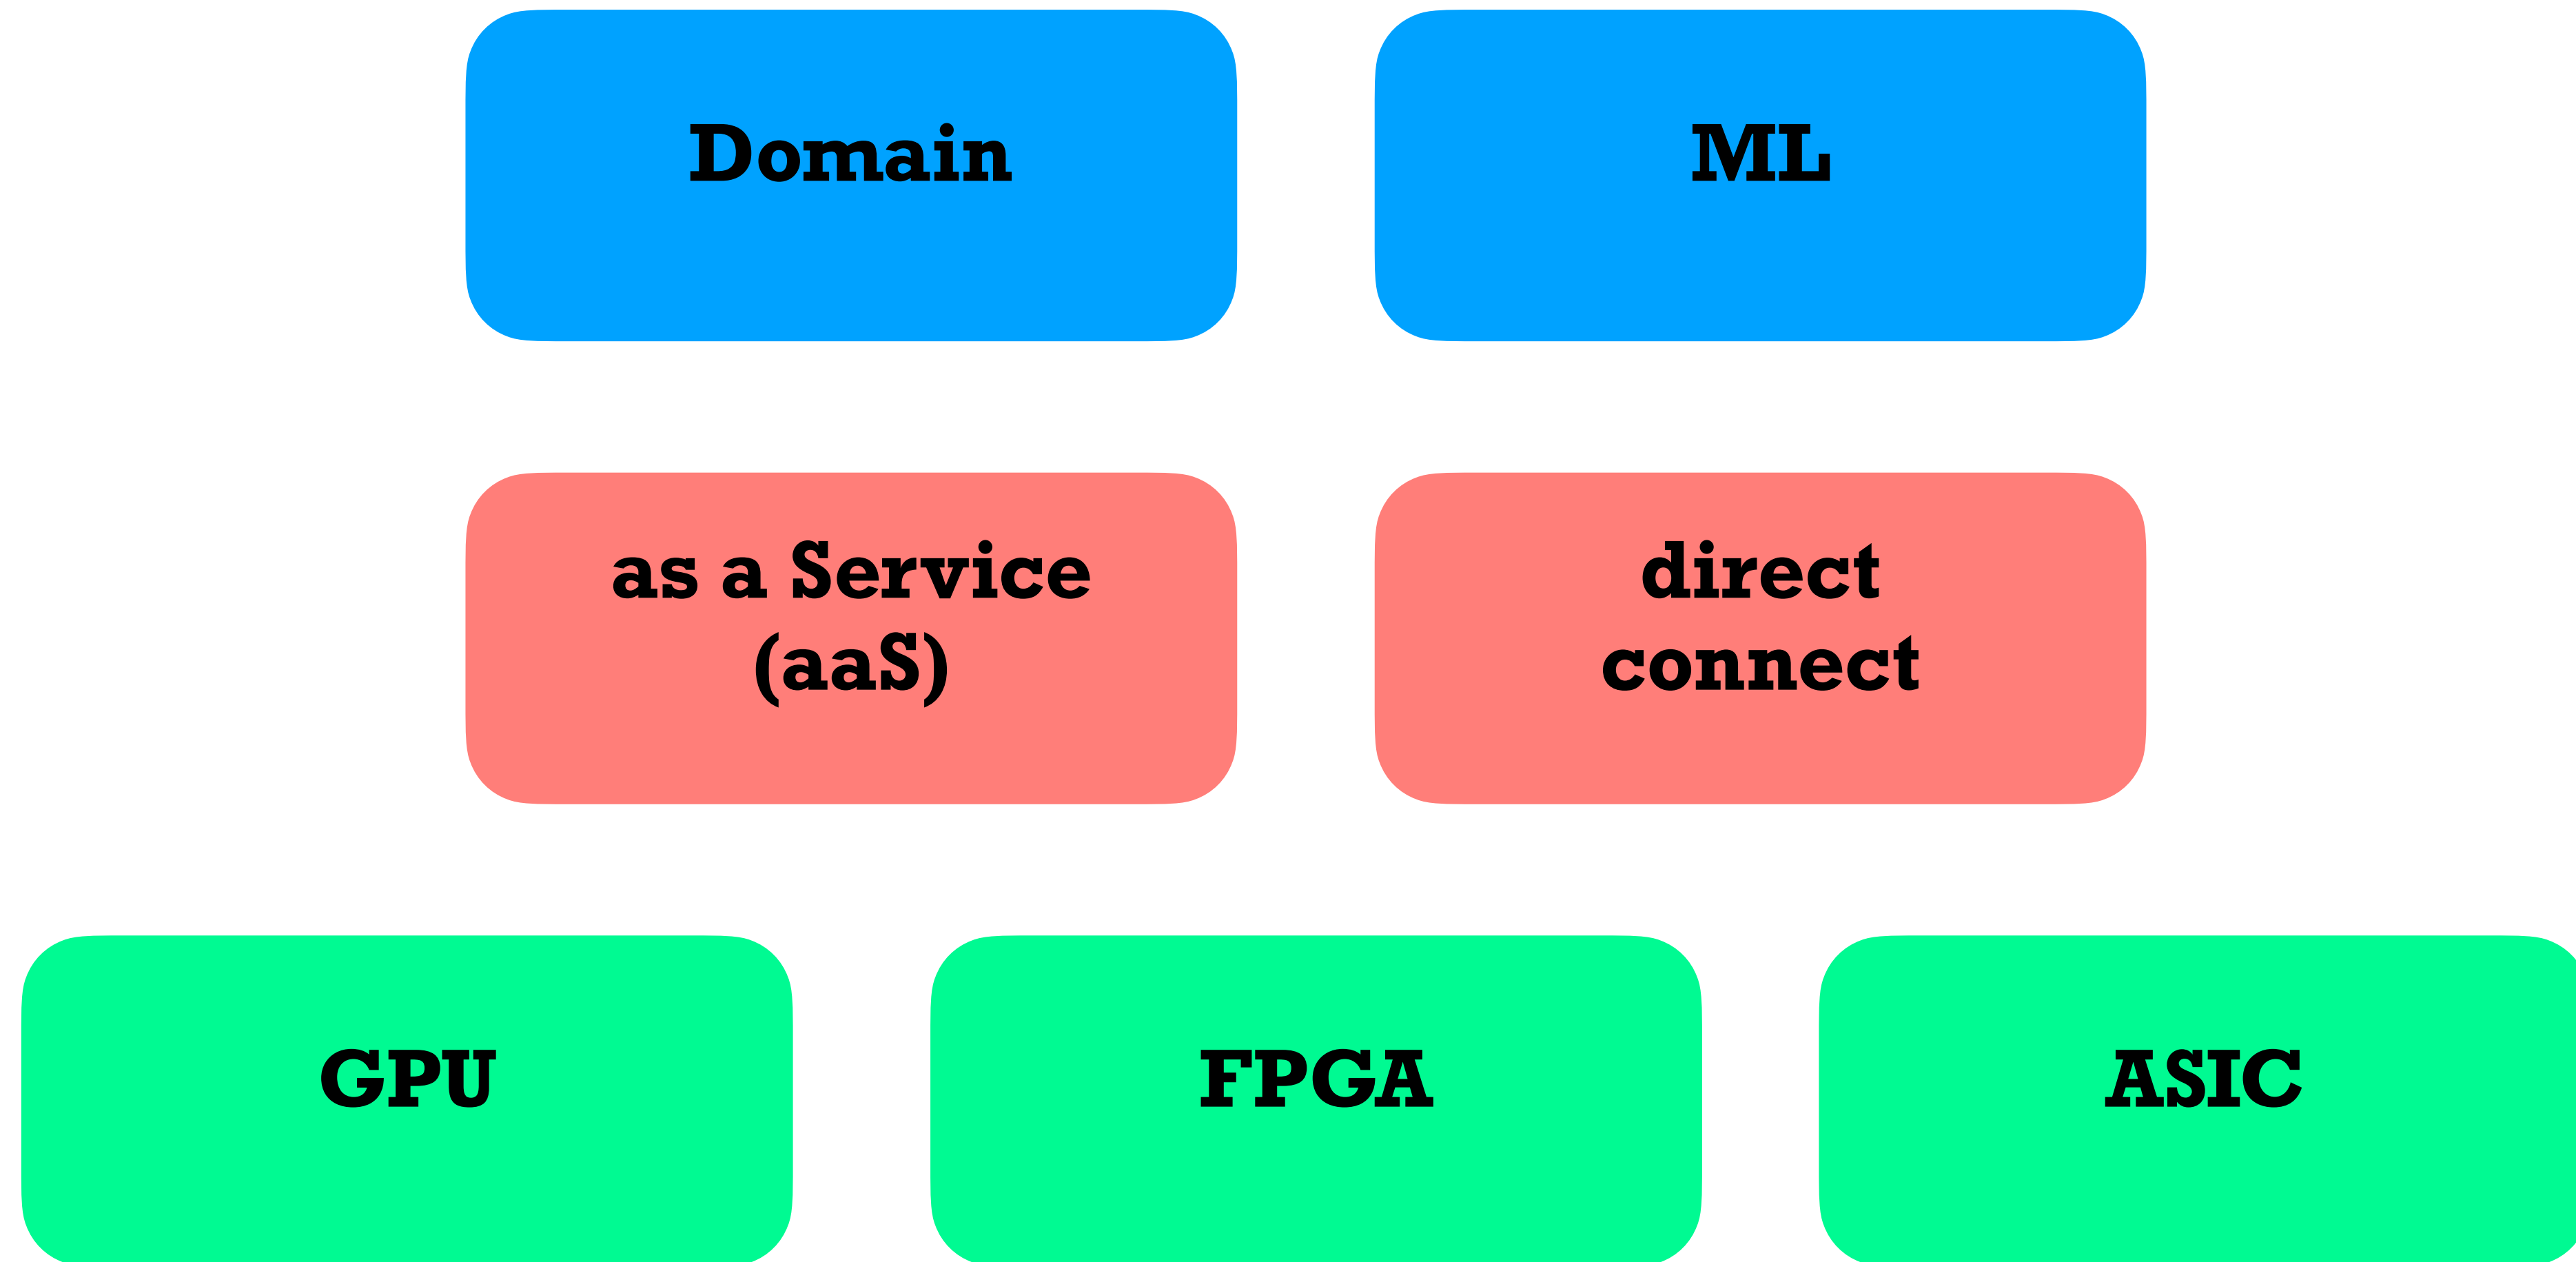 Domain
ML
as a Service
(aaS)
direct
connect
GPU
FPGA
ASIC